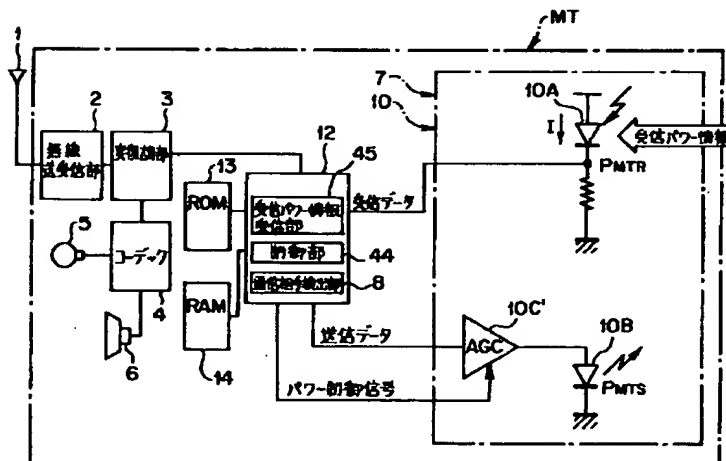 MT
1
2
3
7
10
10A
I
受信パワー情報
PMTR
無線
送受信部
変復調部
12
45
13
ROM
受信パワー情報
受信部
受信データ
5
コーデック
制御部
44
4
RAM
通信相手検出部
8
6
14
送信データ
10C'
AGC
10B
PMTS
パワー制御信号